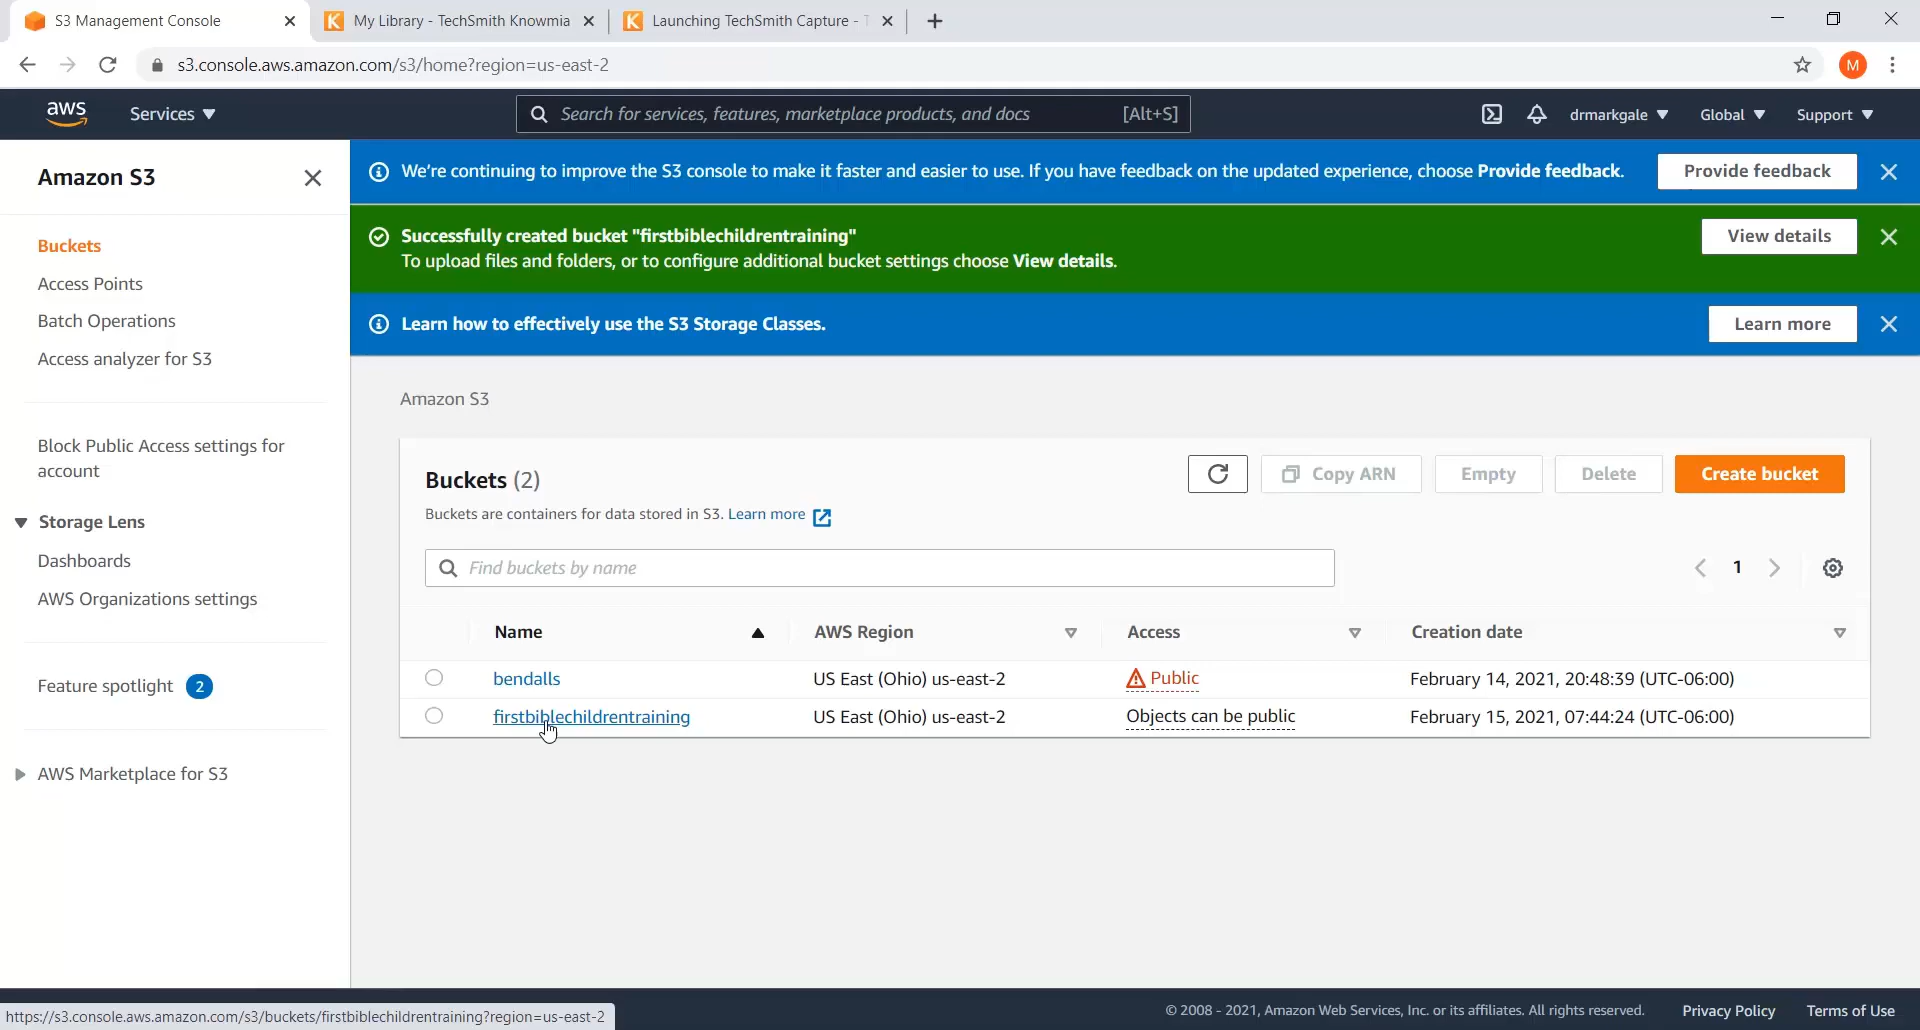 S3 Management Console
My Library - TechSmith Knowmia
Launching TechSmith Capture - T
s3.console.aws.amazon.com/s3/home?region=us-east-2
M
aws
Services
Search for services, features, marketplace products, and docs [Alt+S]
drmarkgale
Global
Support
Amazon S3
Buckets
Access Points
Batch Operations
Access analyzer for S3
Block Public Access settings for
account
Storage Lens
Dashboards
AWS Organizations settings
Feature spotlight 2
AWS Marketplace for S3
We're continuing to improve the S3 console to make it faster and easier to use. If you have feedback on the updated experience, choose Provide feedback.
Provide feedback
Successfully created bucket "firstbiblechildrentraining"
To upload files and folders, or to configure additional bucket settings choose View details.
View details
Learn how to effectively use the S3 Storage Classes.
Learn more
Amazon S3
Buckets (2)
Copy ARN
Empty
Delete
Create bucket
Buckets are containers for data stored in S3. Learn more
Find buckets by name
1
Name AWS Region Access Creation date
bendalls US East (Ohio) us-east-2 Public February 14, 2021, 20:48:39 (UTC-06:00)
firstbiblechildrentraining US East (Ohio) us-east-2 Objects can be public February 15, 2021, 07:44:24 (UTC-06:00)
https://s3.console.aws.amazon.com/s3/buckets/firstbiblechildrentraining?region=us-east-2
© 2008 - 2021, Amazon Web Services, Inc. or its affiliates. All rights reserved.
Privacy Policy
Terms of Use